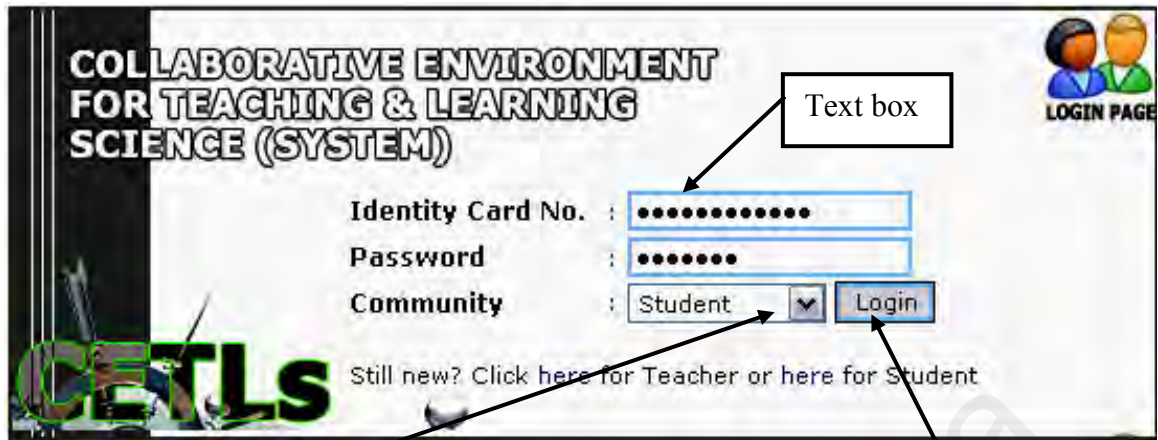 COLLABORATIVE ENVIRONMENT
FOR TEACHING & LEARNING
SCIENCE (SYSTEM)
LOGIN PAGE
Text box
Identity Card No. : ••••••••••••
Password : •••••••
Community : Student Login
Still new? Click here for Teacher or here for Student
CETLs